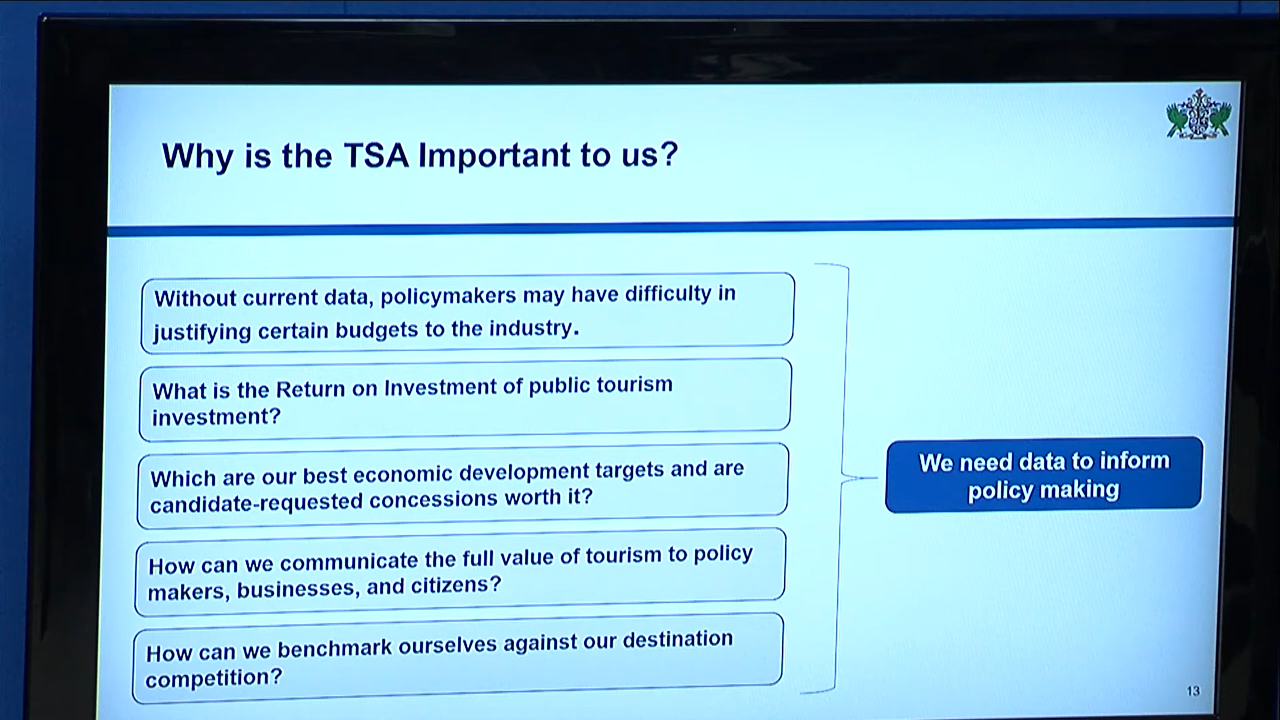 Why is the TSA Important to us?
Without current data, policymakers may have difficulty in
justifying certain budgets to the industry.
What is the Return on Investment of public tourism
investment?
Which are our best economic development targets and are
candidate-requested concessions worth it?
How can we communicate the full value of tourism to policy
makers, businesses, and citizens?
How can we benchmark ourselves against our destination
competition?
We need data to inform
policy making
13